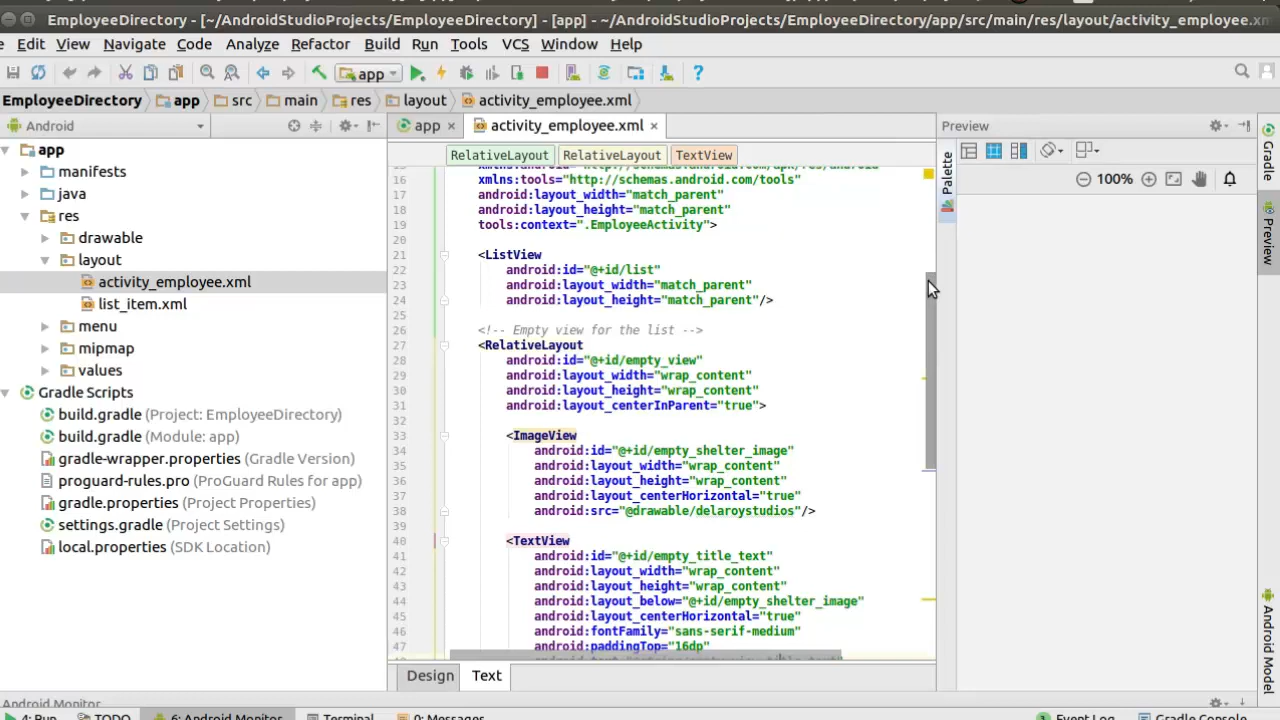 EmployeeDirectory - [~/AndroidStudioProjects/EmployeeDirectory] - [app] - ~/AndroidStudioProjects/EmployeeDirectory/app/src/main/res/layout/activity_employee.xm
e Edit View Navigate Code Analyze Refactor Build Run Tools VCS Window Help
app
EmployeeDirectory app src main res layout activity_employee.xml
Android
app activity_employee.xml
Preview
RelativeLayout RelativeLayout TextView
Palette
100%
Gradle
Preview
Android Model
app
manifests
java
res
drawable
layout
activity_employee.xml
list_item.xml
menu
mipmap
values
Gradle Scripts
build.gradle (Project: EmployeeDirectory)
build.gradle (Module: app)
gradle-wrapper.properties (Gradle Version)
proguard-rules.pro (ProGuard Rules for app)
gradle.properties (Project Properties)
settings.gradle (Project Settings)
local.properties (SDK Location)
16 xmlns:tools="http://schemas.android.com/tools"
17 android:layout_width="match_parent"
18 android:layout_height="match_parent"
19 tools:context=".EmployeeActivity">
20
21 <ListView
22 android:id="@+id/list"
23 android:layout_width="match_parent"
24 android:layout_height="match_parent"/>
25
26 <!-- Empty view for the list -->
27 <RelativeLayout
28 android:id="@+id/empty_view"
29 android:layout_width="wrap_content"
30 android:layout_height="wrap_content"
31 android:layout_centerInParent="true">
32
33 <ImageView
34 android:id="@+id/empty_shelter_image"
35 android:layout_width="wrap_content"
36 android:layout_height="wrap_content"
37 android:layout_centerHorizontal="true"
38 android:src="@drawable/delaroystudios"/>
39
40 <TextView
41 android:id="@+id/empty_title_text"
42 android:layout_width="wrap_content"
43 android:layout_height="wrap_content"
44 android:layout_below="@+id/empty_shelter_image"
45 android:layout_centerHorizontal="true"
46 android:fontFamily="sans-serif-medium"
47 android:paddingTop="16dp"
Design Text
Android Monitor
4: Run TODO 6: Android Monitor Terminal 0: Messages Event Log Gradle Console